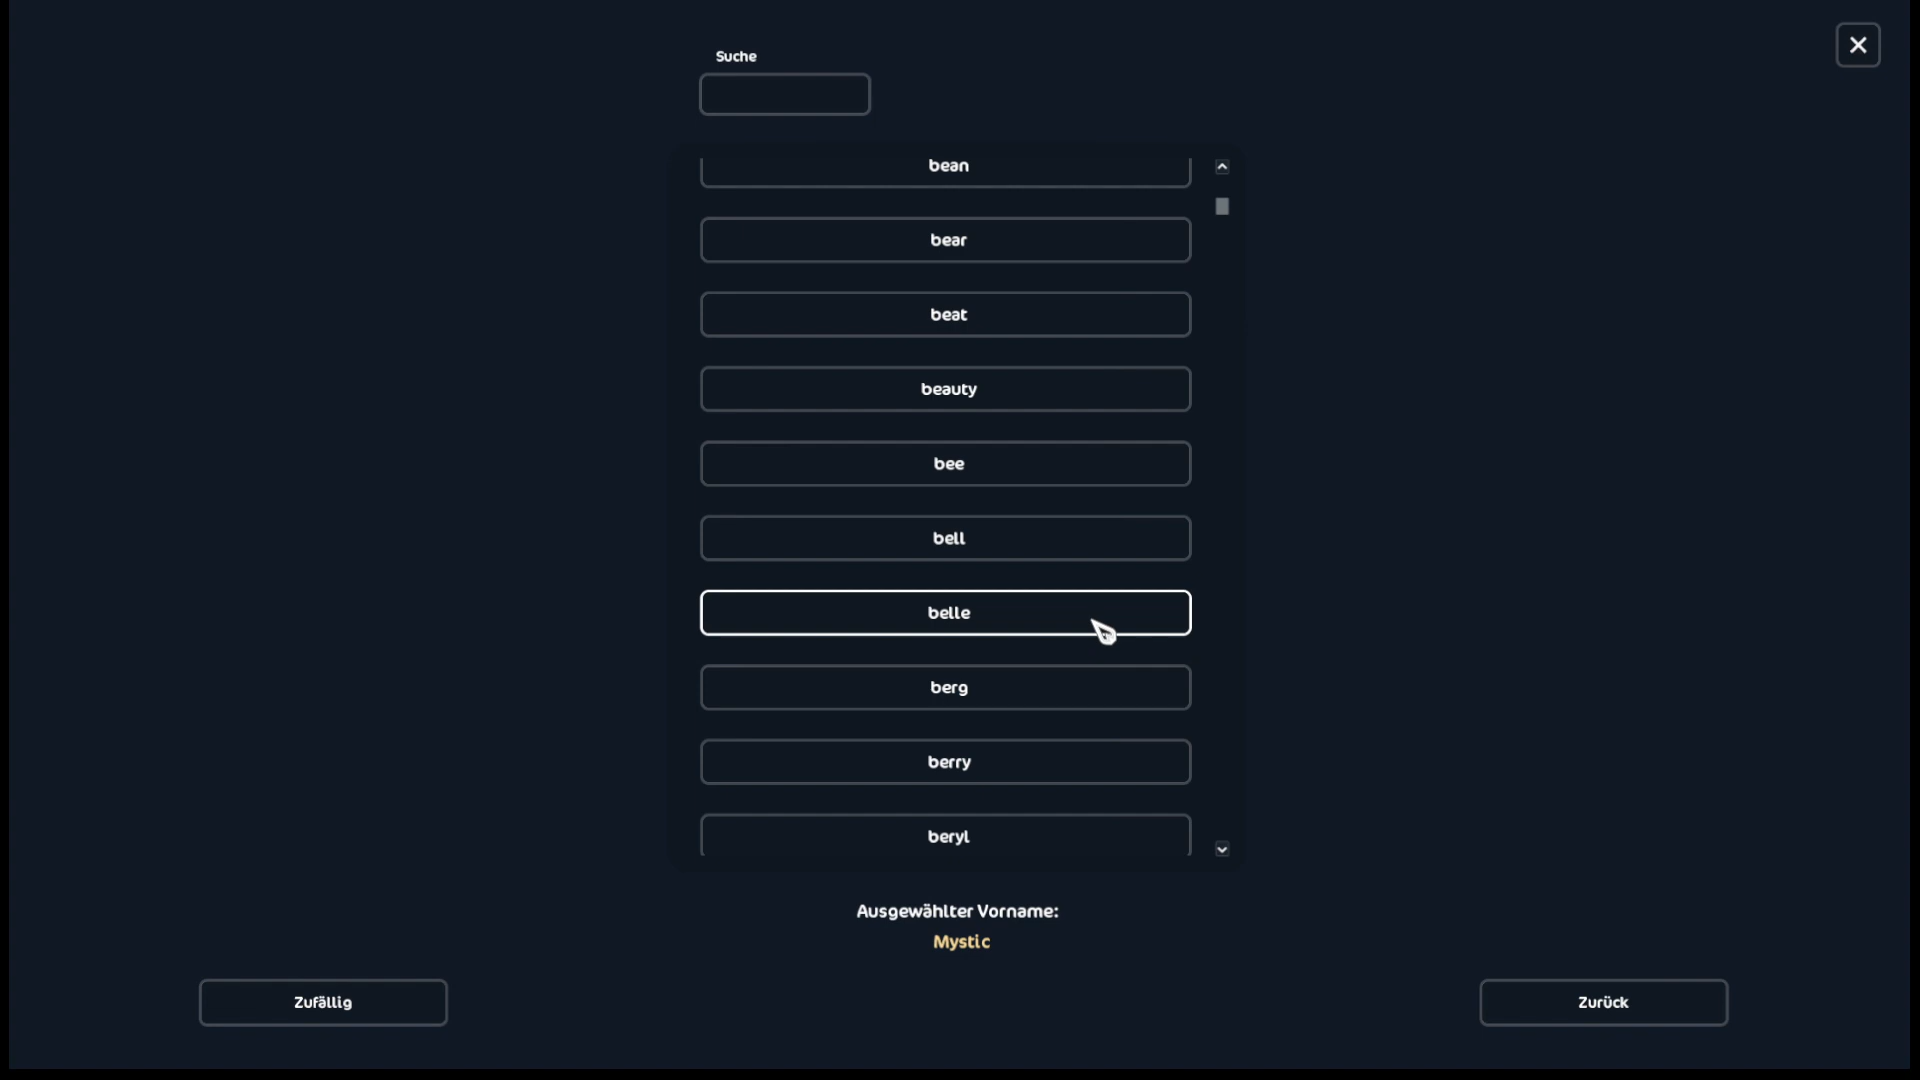 Suche
bean
bear
beat
beauty
bee
bell
belle
berg
berry
beryl
Ausgewählter Vorname:
Mystic
Zufällig
Zurück